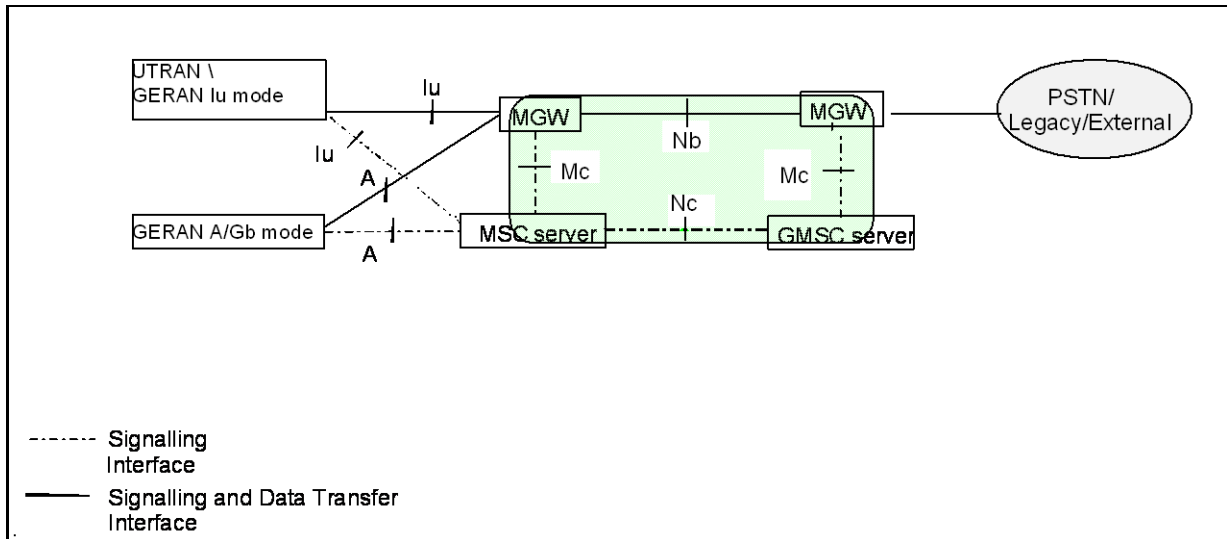 UTRAN \
GERAN Iu mode
Iu
MGW
Nb
MGW
PSTN/
Legacy/External
Iu
A
Mc
Mc
Nc
GERAN A/Gb mode
A
MSC server
GMSC server
Signalling
Interface
Signalling and Data Transfer
Interface